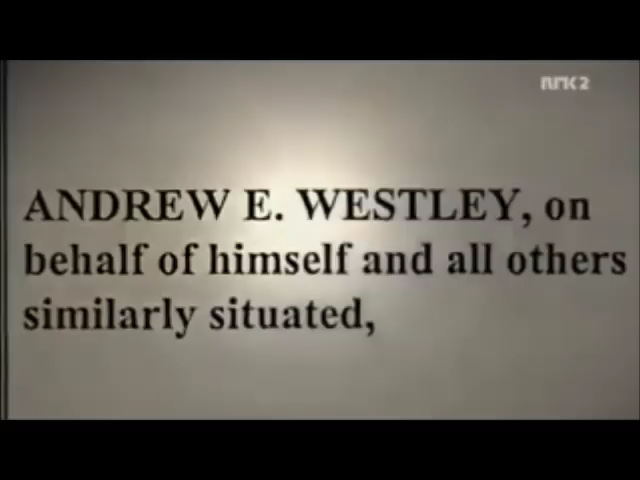 NRK2
ANDREW E. WESTLEY, on
behalf of himself and all others
similarly situated,